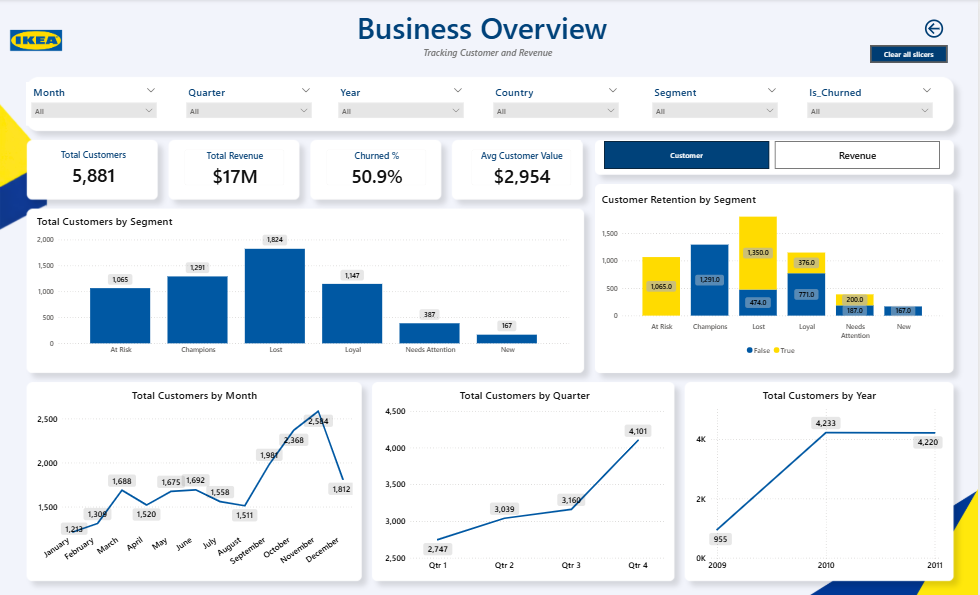 IKEA
Business Overview
Tracking Customer and Revenue
Clear all slicers
Month Quarter Year Country Segment Is_Churned
All All All All All All
Total Customers Total Revenue Churned % Avg Customer Value
5,881 $17M 50.9% $2,954
Customer Revenue
Total Customers by Segment
2,000
1,500
1,000
500
0
1,065 1,291 1,824 1,147 387 167
At Risk Champions Lost Loyal Needs Attention New
Customer Retention by Segment
1,500
1,000
500
0
1,065.0 1,291.0 1,350.0 474.0 376.0 771.0 200.0 187.0 167.0
At Risk Champions Lost Loyal Needs Attention New
False True
Total Customers by Month
2,500
2,000
1,500
1,213 1,309 1,688 1,520 1,675 1,692 1,558 1,511 1,981 2,368 2,584 1,812
January February March April May June July August September October November December
Total Customers by Quarter
4,500
4,000
3,500
3,000
2,500
2,747 3,039 3,160 4,101
Qtr 1 Qtr 2 Qtr 3 Qtr 4
Total Customers by Year
4K
2K
0K
955 4,233 4,220
2009 2010 2011